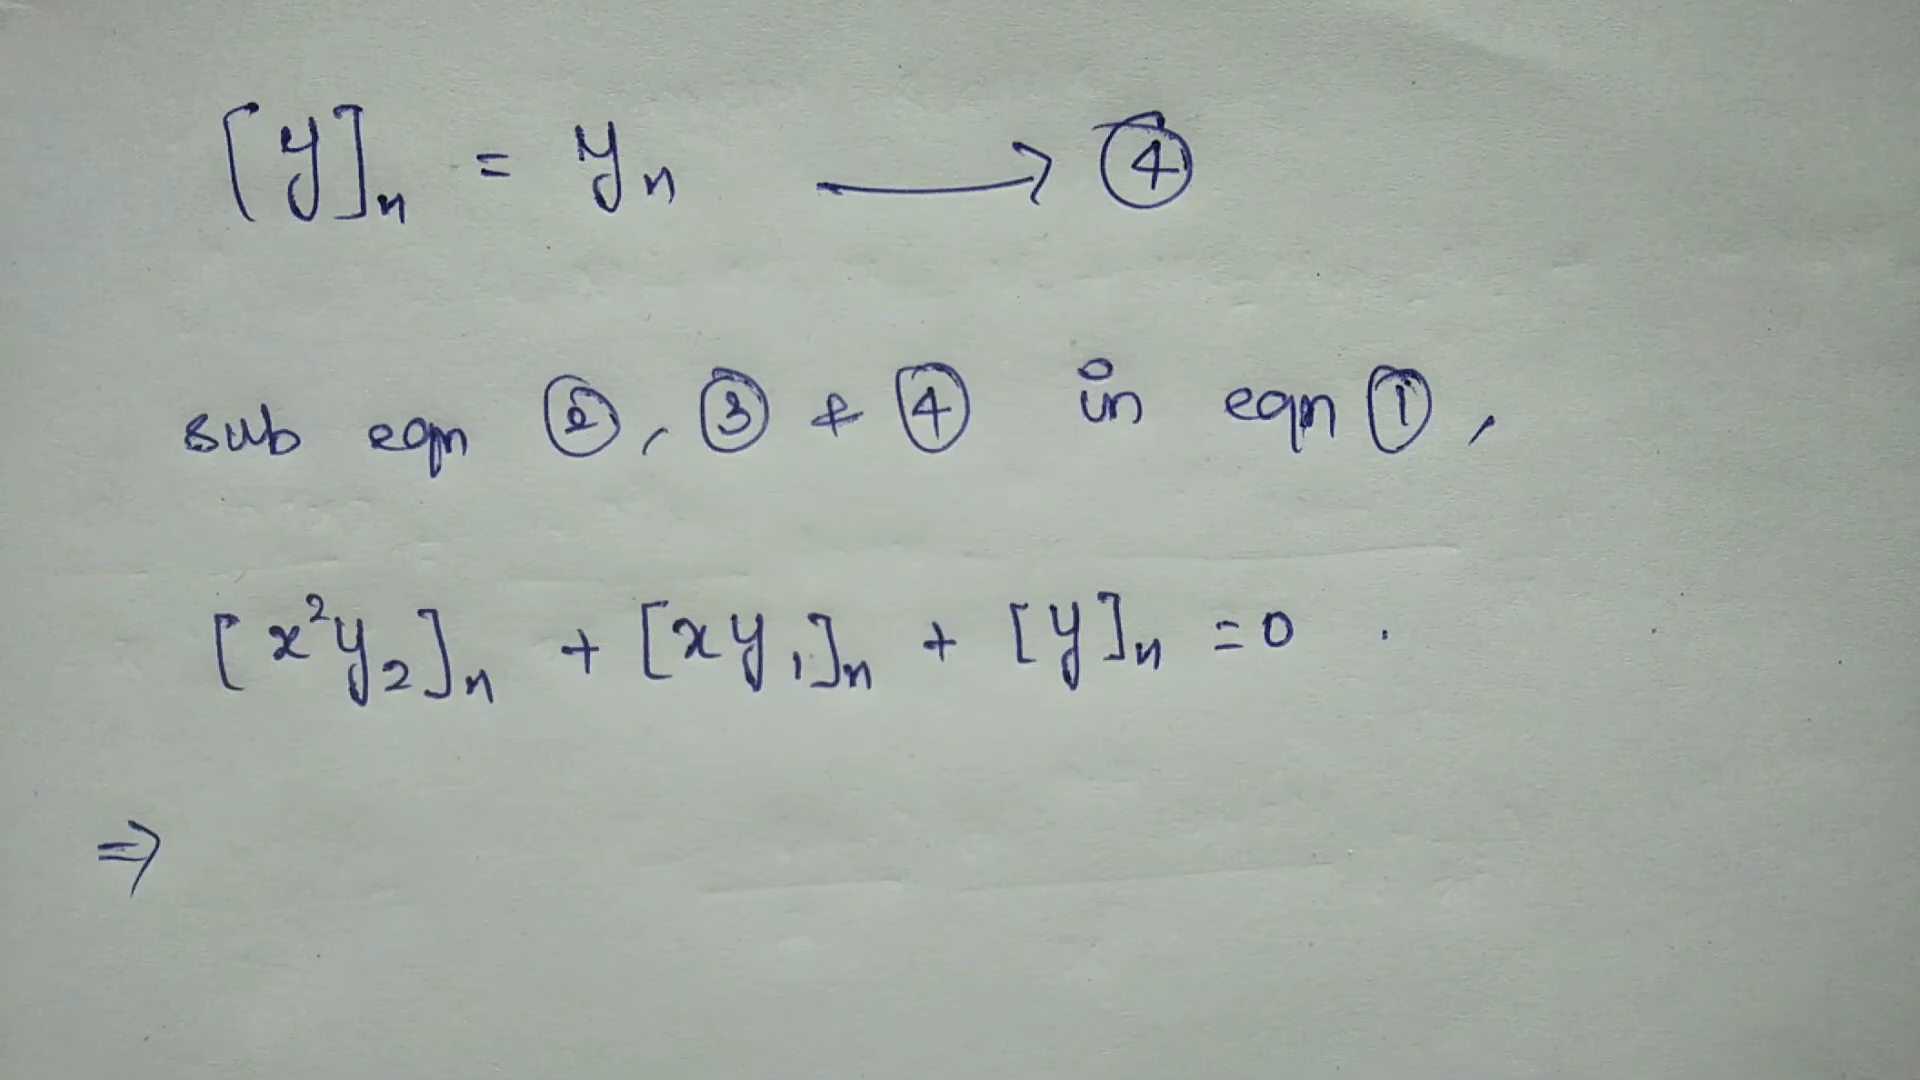 [y]ₙ = yₙ ⟶ ④
sub eqn ②, ③ & ④ in eqn ①,
[x²y₂]ₙ + [xy₁]ₙ + [y]ₙ = 0 .
⇒